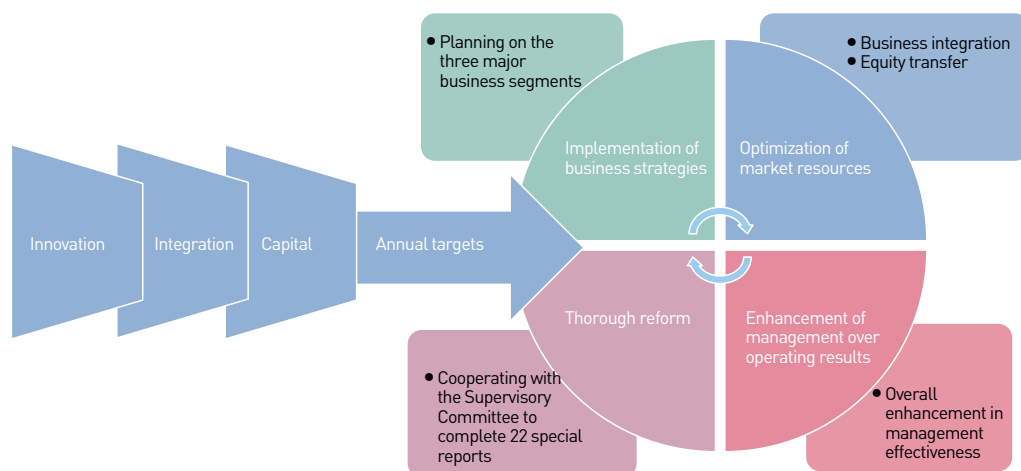 ● Planning on the
three major
business segments
● Business integration
● Equity transfer
Implementation of
business strategies
Optimization of
market resources
Innovation
Integration
Capital
Annual targets
Thorough reform
Enhancement of
management over
operating results
● Cooperating with
the Supervisory
Committee to
complete 22 special
reports
● Overall
enhancement in
management
effectiveness